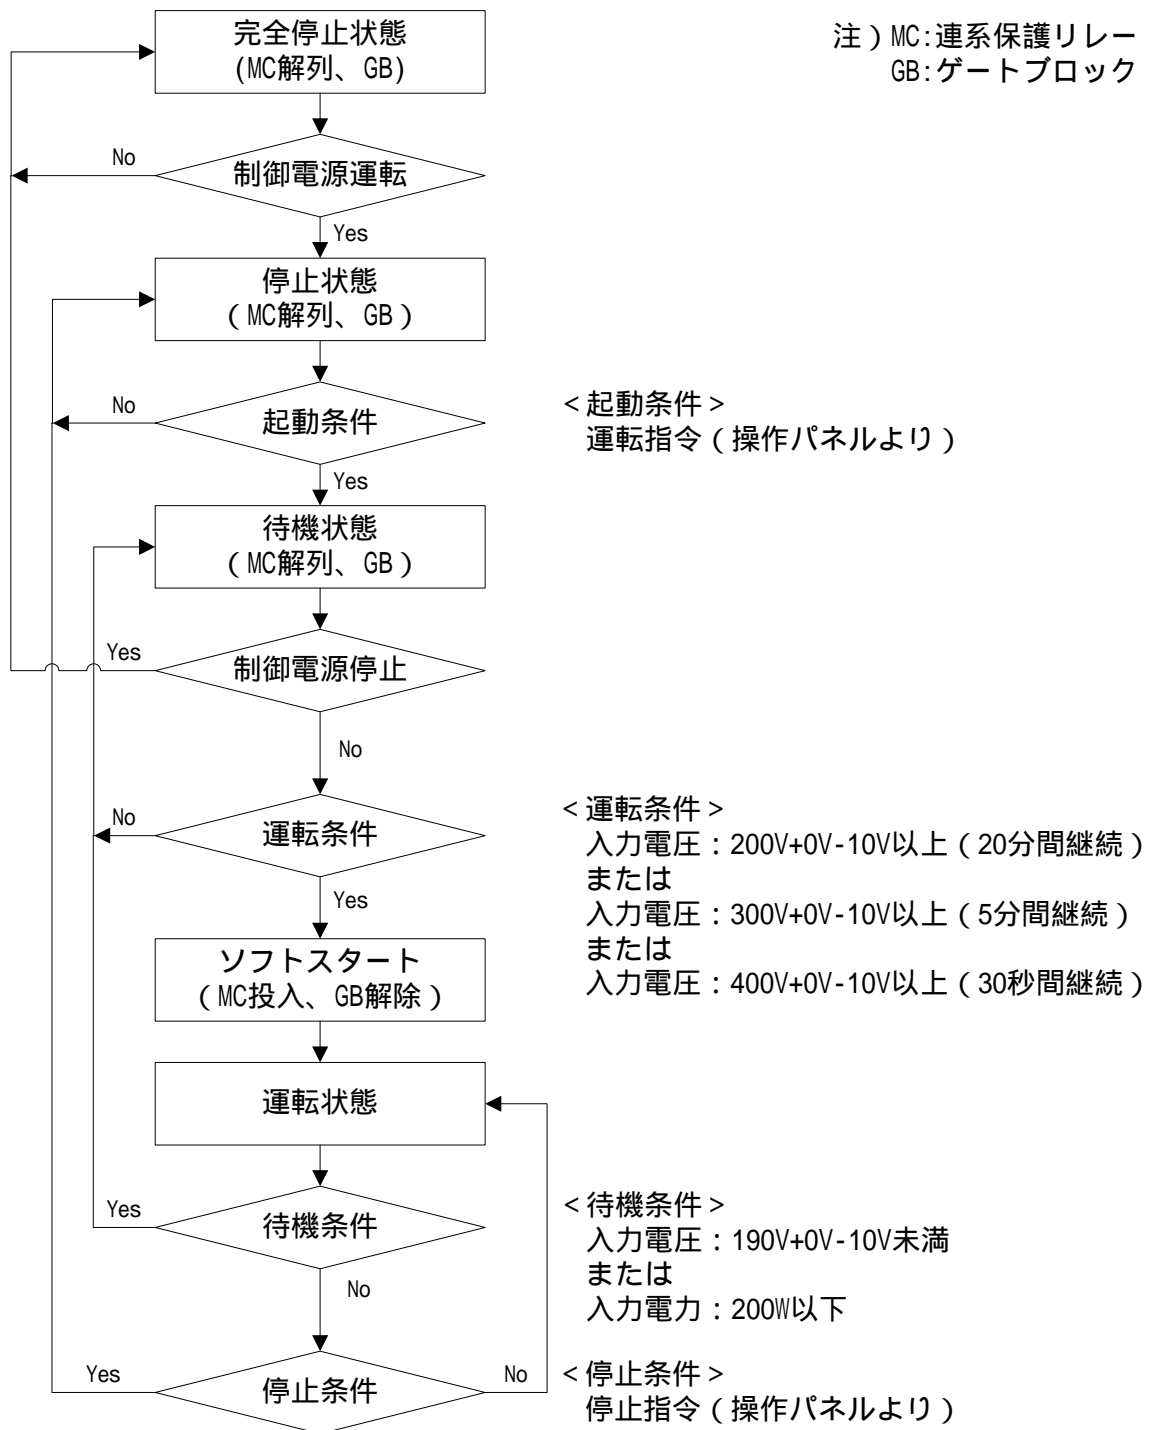 完全停止状態
(MC解列、GB)
注）MC:連系保護リレー
GB:ゲートブロック
No
制御電源運転
Yes
停止状態
（MC解列、GB）
No
起動条件
＜起動条件＞
運転指令（操作パネルより）
Yes
待機状態
（MC解列、GB）
Yes
制御電源停止
No
No
運転条件
＜運転条件＞
入力電圧：200V+0V-10V以上（20分間継続）
または
入力電圧：300V+0V-10V以上（5分間継続）
または
入力電圧：400V+0V-10V以上（30秒間継続）
Yes
ソフトスタート
（MC投入、GB解除）
運転状態
Yes
待機条件
＜待機条件＞
入力電圧：190V+0V-10V未満
または
入力電力：200W以下
No
Yes
停止条件
No
＜停止条件＞
停止指令（操作パネルより）